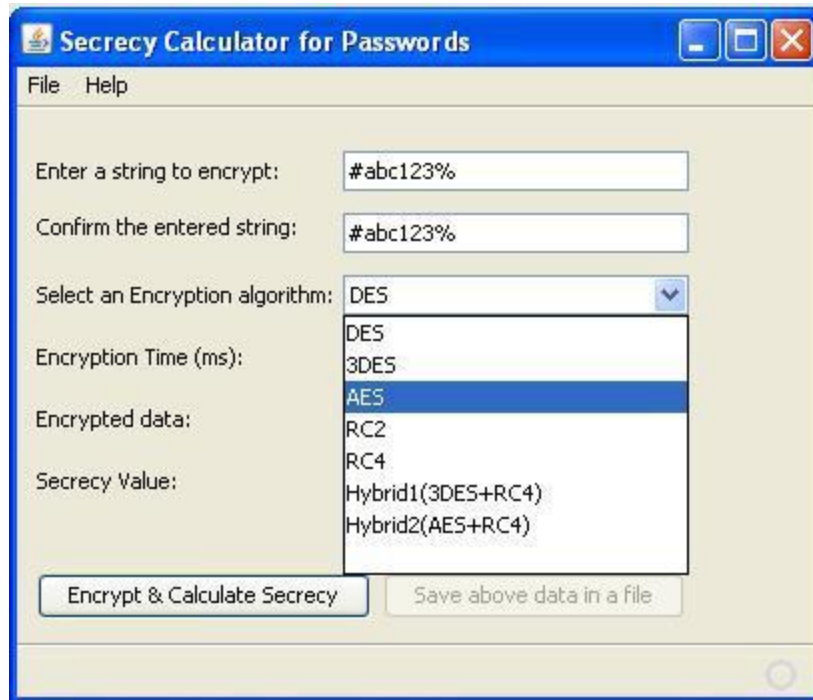 Secrecy Calculator for Passwords
File Help
Enter a string to encrypt: #abc123%
Confirm the entered string: #abc123%
Select an Encryption algorithm: DES
DES
Encryption Time (ms):
3DES
AES
Encrypted data:
RC2
RC4
Secrecy Value:
Hybrid1(3DES+RC4)
Hybrid2(AES+RC4)
Encrypt & Calculate Secrecy Save above data in a file